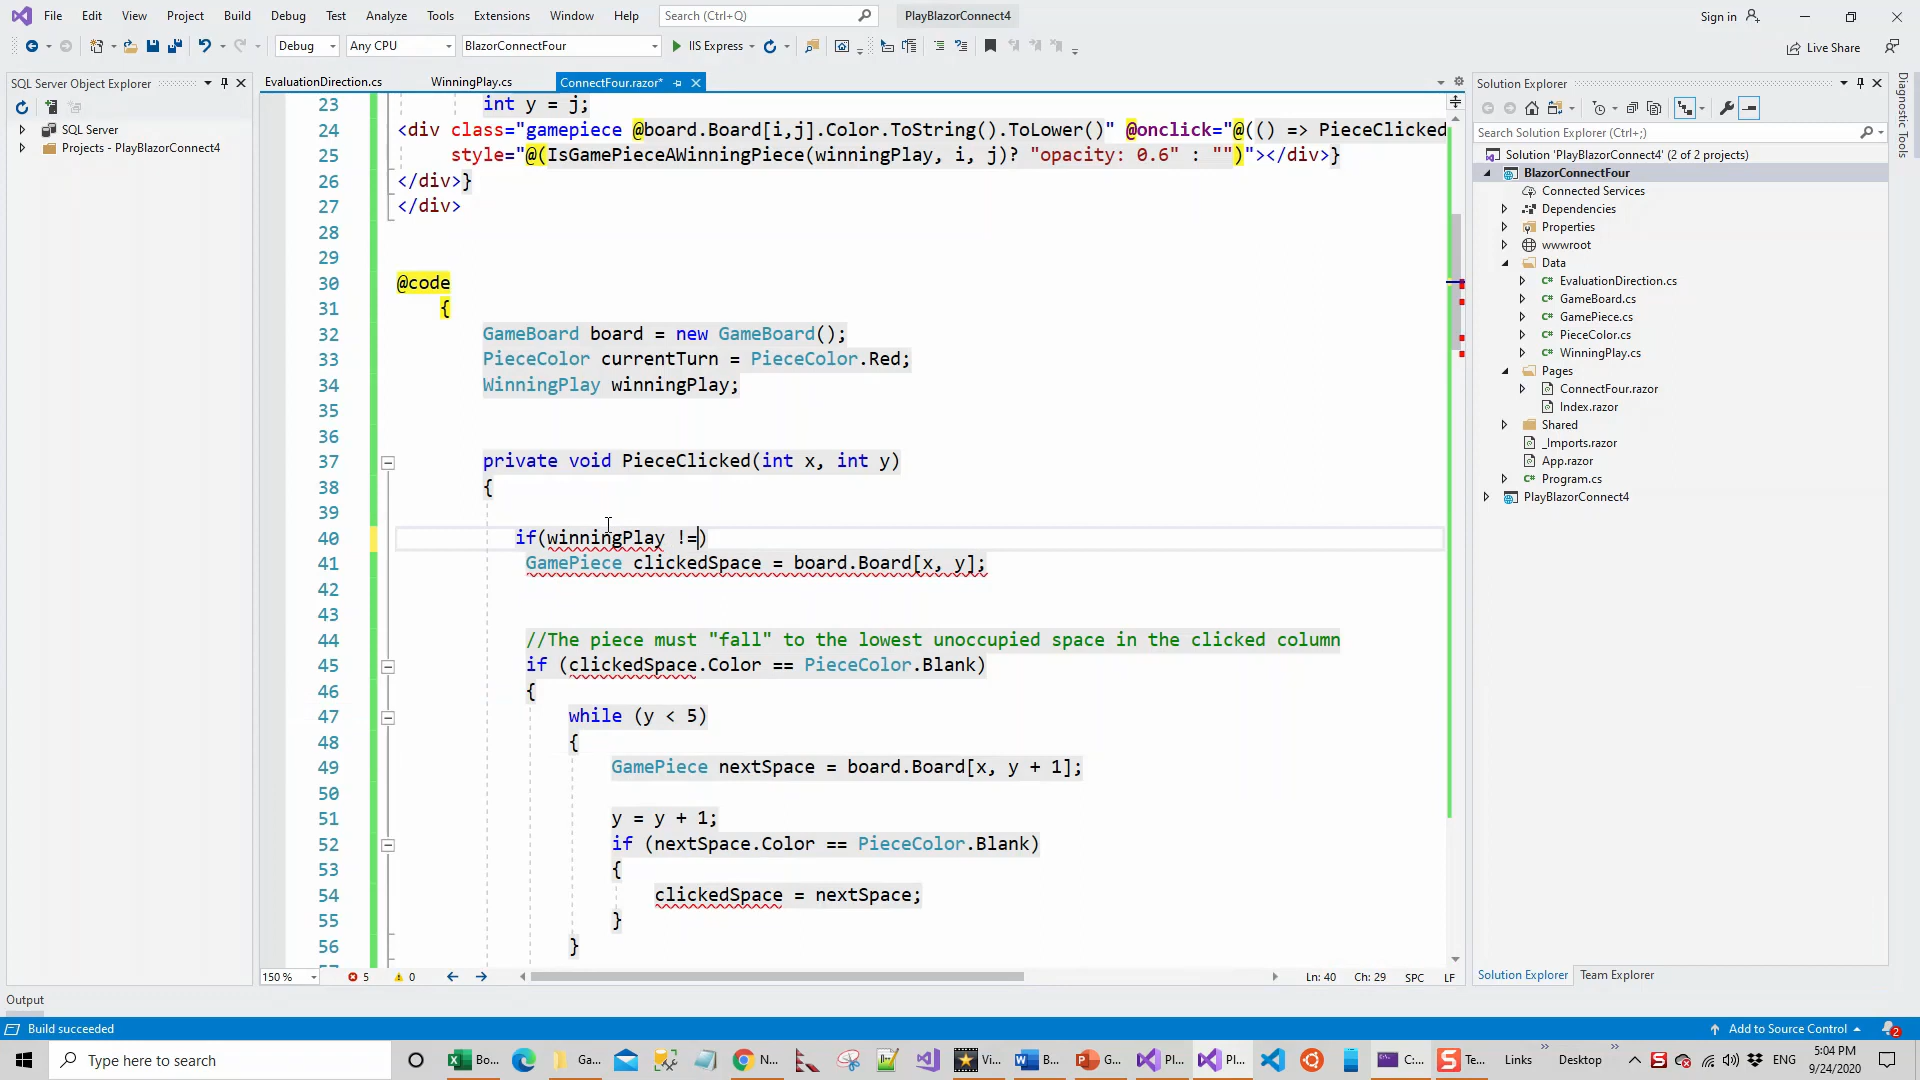 File Edit View Project Build Debug Test Analyze Tools Extensions Window Help Search (Ctrl+Q) PlayBlazorConnect4 Sign in
Debug Any CPU BlazorConnectFour IIS Express Live Share
SQL Server Object Explorer
SQL Server
Projects - PlayBlazorConnect4
EvaluationDirection.cs WinningPlay.cs ConnectFour.razor*
23 int y = j;
24 <div class="gamepiece @board.Board[i,j].Color.ToString().ToLower()" @onclick="@(() => PieceClicked
25 style="@(IsGamePieceAWinningPiece(winningPlay, i, j)? "opacity: 0.6" : "")"></div>}
26 </div>}
27 </div>
28
29
30 @code
31 {
32 GameBoard board = new GameBoard();
33 PieceColor currentTurn = PieceColor.Red;
34 WinningPlay winningPlay;
35
36
37 private void PieceClicked(int x, int y)
38 {
39
40 if(winningPlay !=)
41 GamePiece clickedSpace = board.Board[x, y];
42
43
44 //The piece must "fall" to the lowest unoccupied space in the clicked column
45 if (clickedSpace.Color == PieceColor.Blank)
46 {
47 while (y < 5)
48 {
49 GamePiece nextSpace = board.Board[x, y + 1];
50
51 y = y + 1;
52 if (nextSpace.Color == PieceColor.Blank)
53 {
54 clickedSpace = nextSpace;
55 }
56 }
150 % 5 0 Ln: 40 Ch: 29 SPC LF
Solution Explorer
Search Solution Explorer (Ctrl+;)
Solution 'PlayBlazorConnect4' (2 of 2 projects)
BlazorConnectFour
Connected Services
Dependencies
Properties
wwwroot
Data
EvaluationDirection.cs
GameBoard.cs
GamePiece.cs
PieceColor.cs
WinningPlay.cs
Pages
ConnectFour.razor
Index.razor
Shared
_Imports.razor
App.razor
Program.cs
PlayBlazorConnect4
Solution Explorer Team Explorer
Diagnostic Tools
Output
Build succeeded Add to Source Control 2
Type here to search Bo... Ga... N... Vi... B... G... Pl... Pl... C:... Te... Links Desktop ENG 5:04 PM
9/24/2020